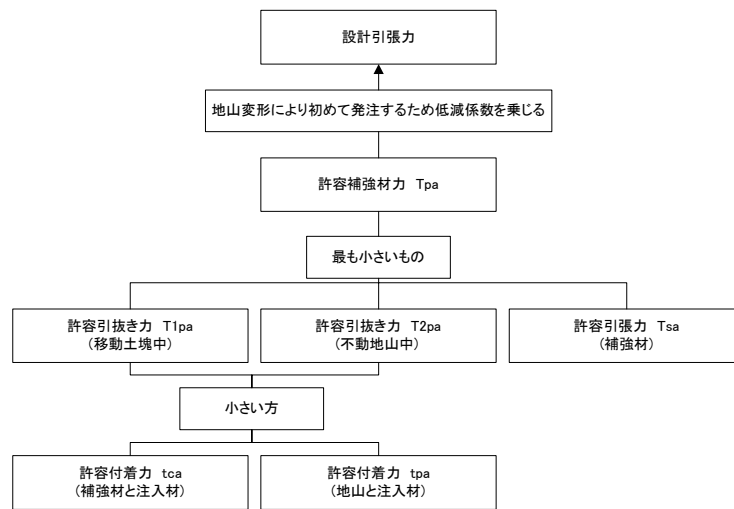 設計引張力
地山変形により初めて発注するため低減係数を乗じる
許容補強材力 Tpa
最も小さいもの
許容引抜き力 T1pa
(移動土塊中)
許容引抜き力 T2pa
(不動地山中)
許容引張力 Tsa
(補強材)
小さい方
許容付着力 tca
(補強材と注入材)
許容付着力 tpa
(地山と注入材)